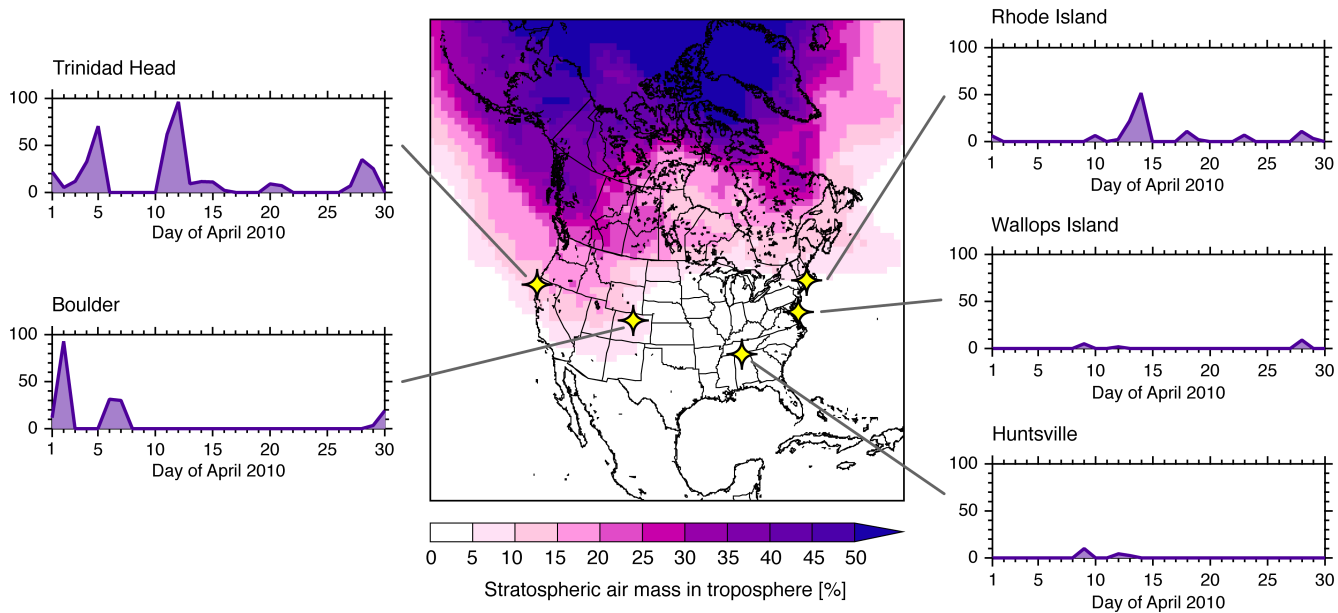 Trinidad Head
100
50
0
1 5 10 15 20 25 30
Day of April 2010
Boulder
100
50
0
1 5 10 15 20 25 30
Day of April 2010
0 5 10 15 20 25 30 35 40 45 50
Stratospheric air mass in troposphere [%]
Rhode Island
100
50
0
1 5 10 15 20 25 30
Day of April 2010
Wallops Island
100
50
0
1 5 10 15 20 25 30
Day of April 2010
Huntsville
100
50
0
1 5 10 15 20 25 30
Day of April 2010